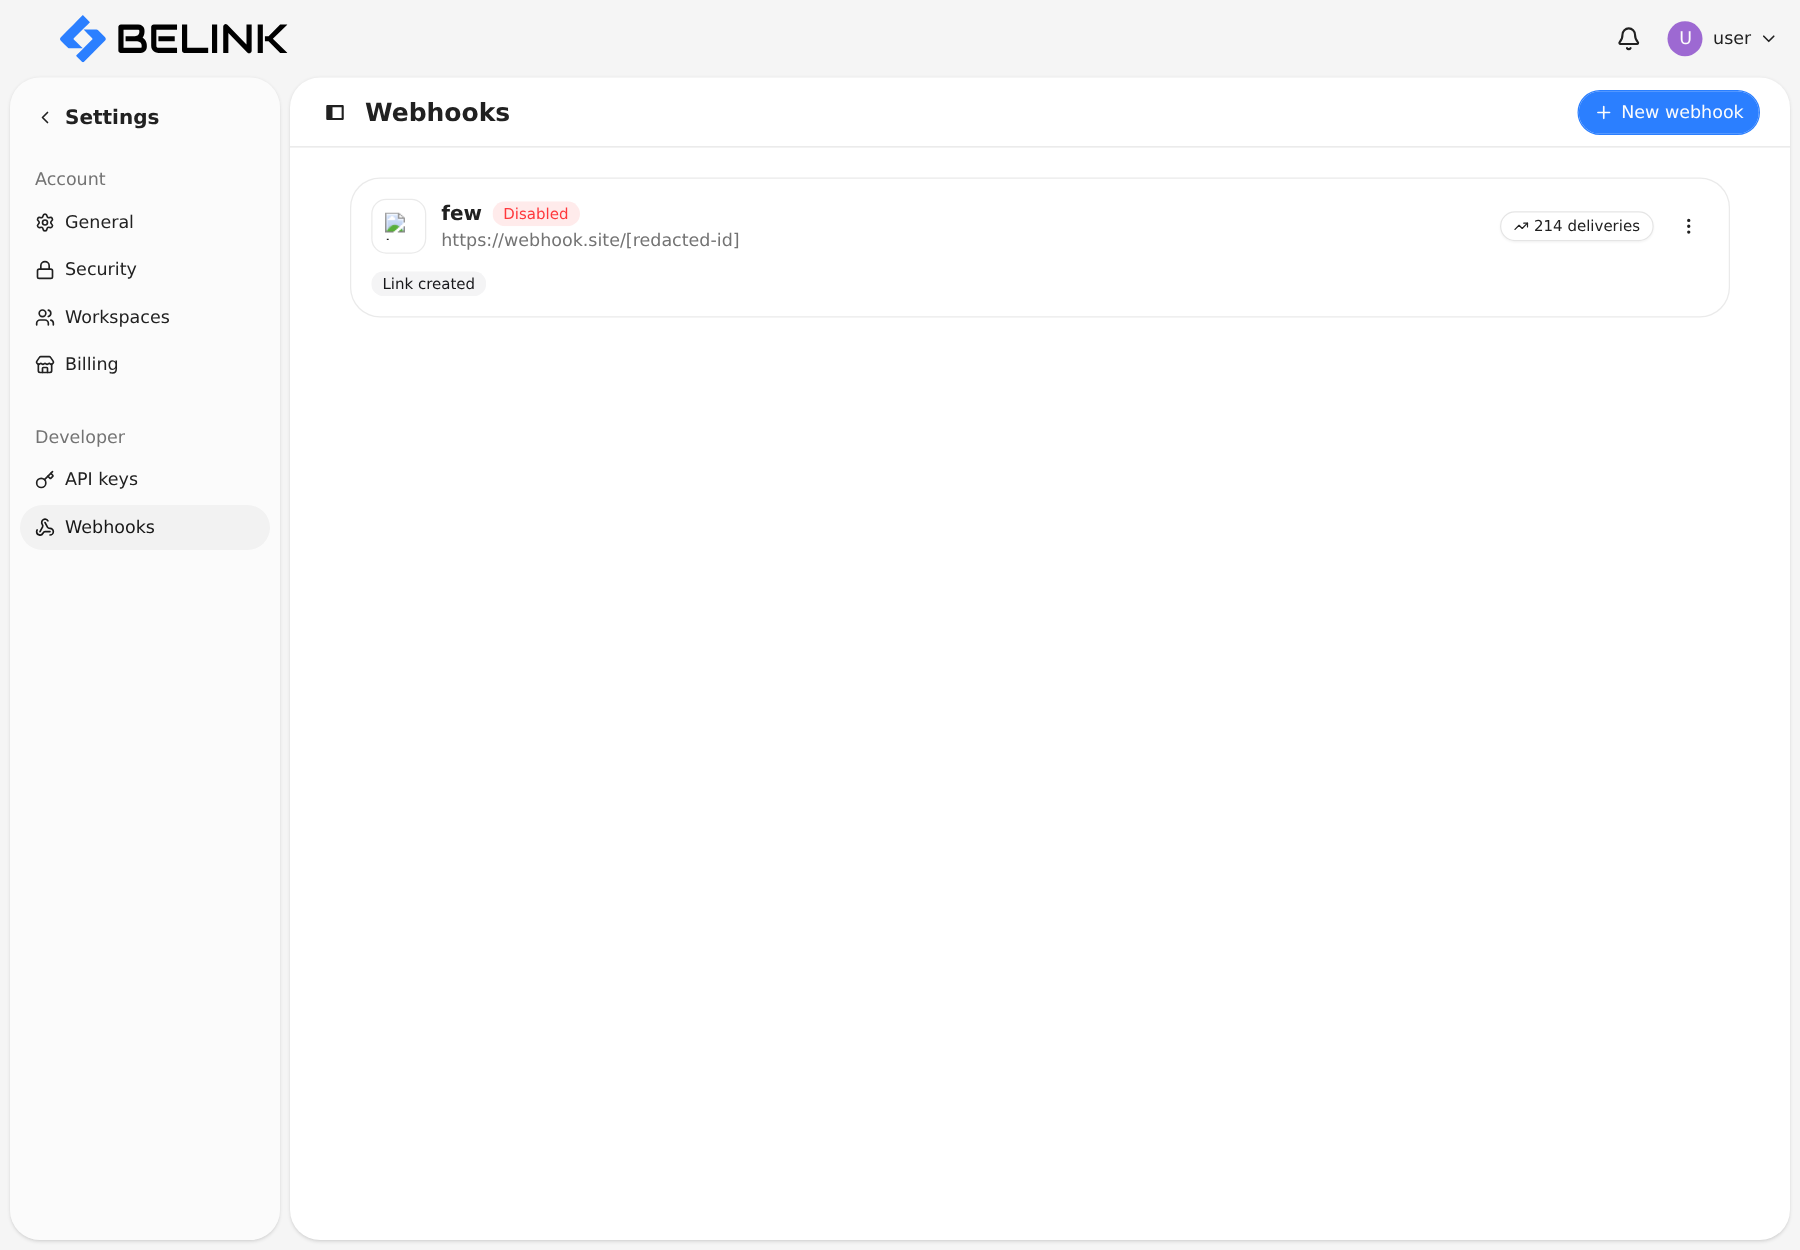 BELINK
U
user
Settings
Account
General
Security
Workspaces
Billing
Developer
API keys
Webhooks
Webhooks
New webhook
few
Disabled
https://webhook.site/[redacted-id]
214 deliveries
Link created